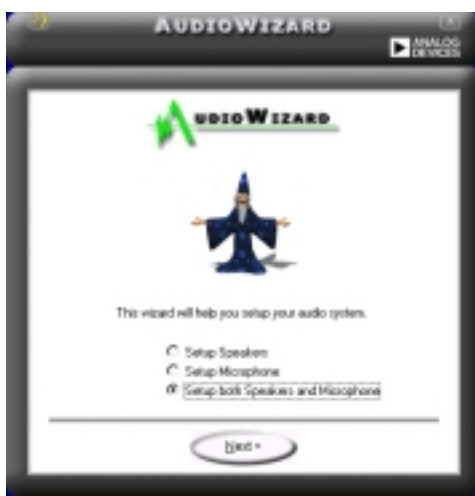 AUDIOWIZARD
ANALOG
DEVICES
AUDIOWIZARD
This wizard will help you setup your audio system.
Setup Speakers
Setup Microphone
Setup both Speakers and Microphone
Next >